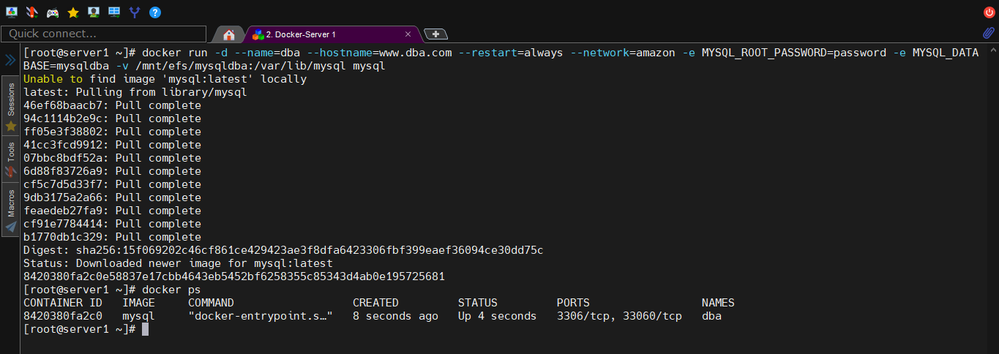 Quick connect...
2. Docker-Server 1
[root@server1 ~]# docker run -d --name=dba --hostname=www.dba.com --restart=always --network=amazon -e MYSQL_ROOT_PASSWORD=password -e MYSQL_DATA
BASE=mysqldba -v /mnt/efs/mysqldba:/var/lib/mysql mysql
Unable to find image 'mysql:latest' locally
latest: Pulling from library/mysql
46ef68baacb7: Pull complete
94c1114b2e9c: Pull complete
ff05e3f38802: Pull complete
41cc3fcd9912: Pull complete
07bbc8bdf52a: Pull complete
6d88f83726a9: Pull complete
cf5c7d5d33f7: Pull complete
9db3175a2a66: Pull complete
feaedeb27fa9: Pull complete
cf91e7784414: Pull complete
b1770db1c329: Pull complete
Digest: sha256:15f069202c46cf861ce429423ae3f8dfa6423306fbf399eaef36094ce30dd75c
Status: Downloaded newer image for mysql:latest
8420380fa2c0e58837e17cbb4643eb5452bf6258355c85343d4ab0e195725681
[root@server1 ~]# docker ps
CONTAINER ID   IMAGE     COMMAND                  CREATED         STATUS         PORTS                 NAMES
8420380fa2c0   mysql     "docker-entrypoint.s…"   8 seconds ago   Up 4 seconds   3306/tcp, 33060/tcp   dba
[root@server1 ~]#
Sessions
Tools
Macros